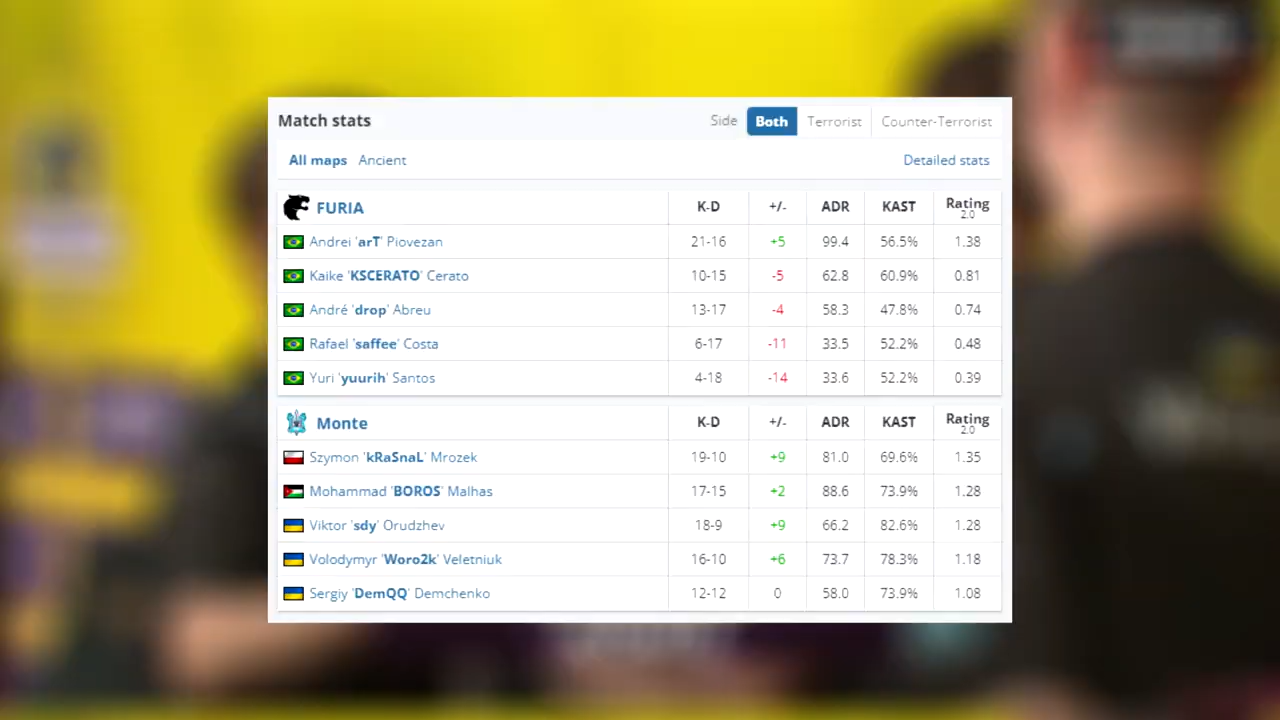 Match stats Side Both Terrorist Counter-Terrorist
All maps Ancient Detailed stats
FURIA K-D +/- ADR KAST Rating 2.0
Andrei 'arT' Piovezan 21-16 +5 99.4 56.5% 1.38
Kaike 'KSCERATO' Cerato 10-15 -5 62.8 60.9% 0.81
André 'drop' Abreu 13-17 -4 58.3 47.8% 0.74
Rafael 'saffee' Costa 6-17 -11 33.5 52.2% 0.48
Yuri 'yuurih' Santos 4-18 -14 33.6 52.2% 0.39
Monte K-D +/- ADR KAST Rating 2.0
Szymon 'kRaSnaL' Mrozek 19-10 +9 81.0 69.6% 1.35
Mohammad 'BOROS' Malhas 17-15 +2 88.6 73.9% 1.28
Viktor 'sdy' Orudzhev 18-9 +9 66.2 82.6% 1.28
Volodymyr 'Woro2k' Veletniuk 16-10 +6 73.7 78.3% 1.18
Sergiy 'DemQQ' Demchenko 12-12 0 58.0 73.9% 1.08